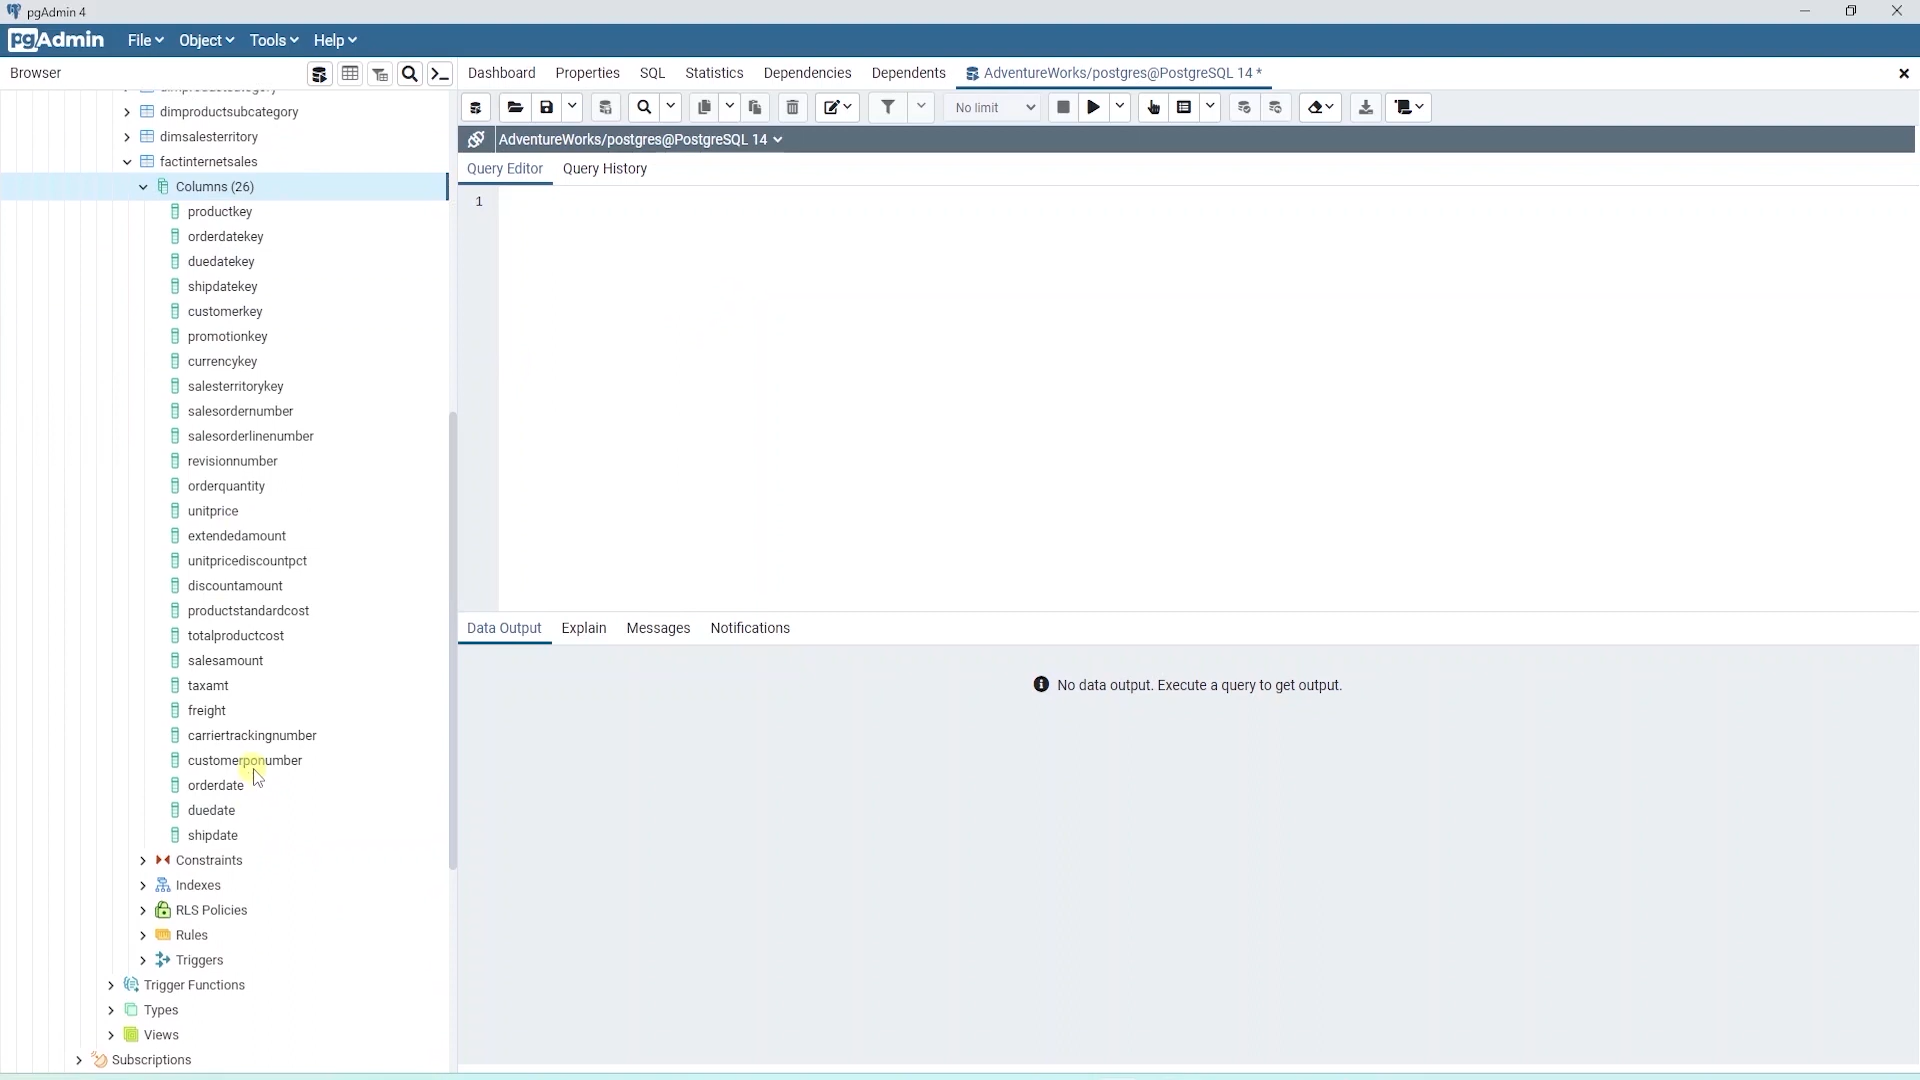 pgAdmin 4
pgAdmin File Object Tools Help
Browser
Dashboard Properties SQL Statistics Dependencies Dependents AdventureWorks/postgres@PostgreSQL 14 *
No limit
AdventureWorks/postgres@PostgreSQL 14
Query Editor Query History
1
dimproductsubcategory
dimsalesterritory
factinternetsales
Columns (26)
productkey
orderdatekey
duedatekey
shipdatekey
customerkey
promotionkey
currencykey
salesterritorykey
salesordernumber
salesorderlinenumber
revisionnumber
orderquantity
unitprice
extendedamount
unitpricediscountpct
discountamount
productstandardcost
totalproductcost
salesamount
taxamt
freight
carriertrackingnumber
customerponumber
orderdate
duedate
shipdate
Constraints
Indexes
RLS Policies
Rules
Triggers
Trigger Functions
Types
Views
Subscriptions
Data Output Explain Messages Notifications
No data output. Execute a query to get output.